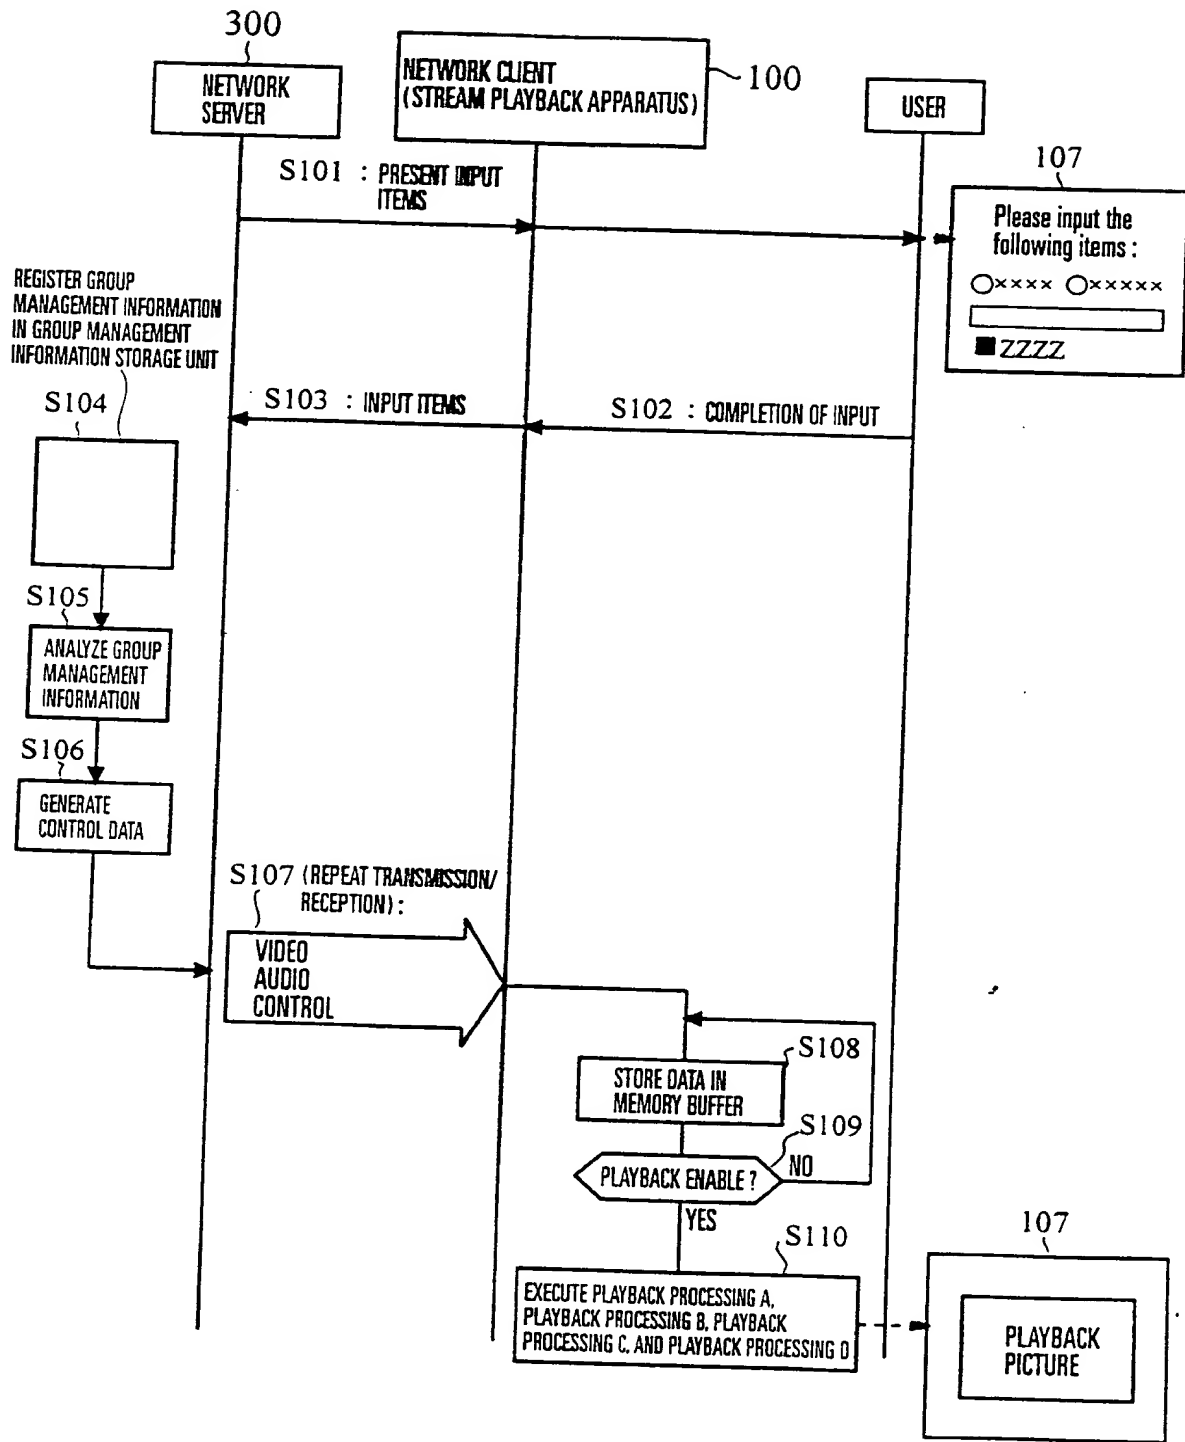 300
NETWORK
SERVER
NETWORK CLIENT
(STREAM PLAYBACK APPARATUS)
100
USER
S101 : PRESENT INPUT
ITEMS
107
Please input the
following items :
○×××× ○×××××
■ ZZZZ
REGISTER GROUP
MANAGEMENT INFORMATION
IN GROUP MANAGEMENT
INFORMATION STORAGE UNIT
S104
S103 : INPUT ITEMS
S102 : COMPLETION OF INPUT
S105
ANALYZE GROUP
MANAGEMENT
INFORMATION
S106
GENERATE
CONTROL DATA
S107 (REPEAT TRANSMISSION/
RECEPTION) :
VIDEO
AUDIO
CONTROL
S108
STORE DATA IN
MEMORY BUFFER
S109
PLAYBACK ENABLE ?
NO
YES
S110
EXECUTE PLAYBACK PROCESSING A,
PLAYBACK PROCESSING B, PLAYBACK
PROCESSING C, AND PLAYBACK PROCESSING D
107
PLAYBACK
PICTURE